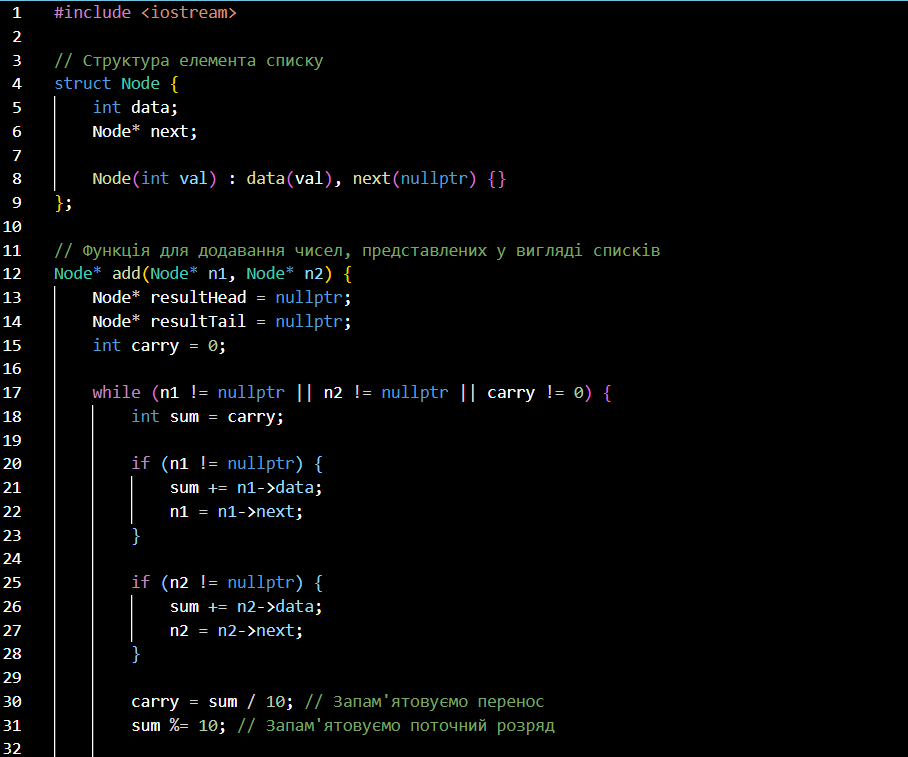 1 #include <iostream>
2
3 // Структура елемента списку
4 struct Node {
5 int data;
6 Node* next;
7
8 Node(int val) : data(val), next(nullptr) {}
9 };
10
11 // Функція для додавання чисел, представлених у вигляді списків
12 Node* add(Node* n1, Node* n2) {
13 Node* resultHead = nullptr;
14 Node* resultTail = nullptr;
15 int carry = 0;
16
17 while (n1 != nullptr || n2 != nullptr || carry != 0) {
18 int sum = carry;
19
20 if (n1 != nullptr) {
21 sum += n1->data;
22 n1 = n1->next;
23 }
24
25 if (n2 != nullptr) {
26 sum += n2->data;
27 n2 = n2->next;
28 }
29
30 carry = sum / 10; // Запам'ятовуємо перенос
31 sum %= 10; // Запам'ятовуємо поточний розряд
32